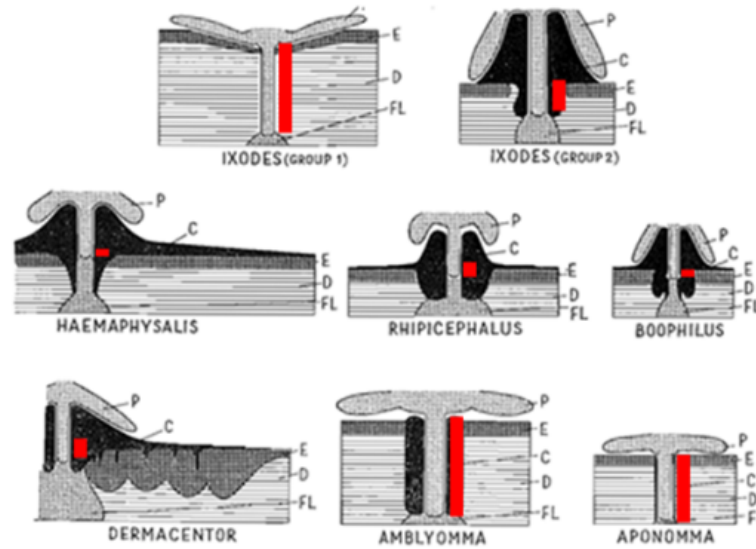 E
D
FL
IXODES (GROUP 1)
P
C
E
D
FL
IXODES (GROUP 2)
P
C
E
D
FL
HAEMAPHYSALIS
P
C
E
D
FL
RHIPICEPHALUS
P
C
E
D
FL
BOOPHILUS
P
C
E
D
FL
DERMACENTOR
P
C
E
D
FL
AMBLYOMMA
P
E
C
D
F
APONOMMA